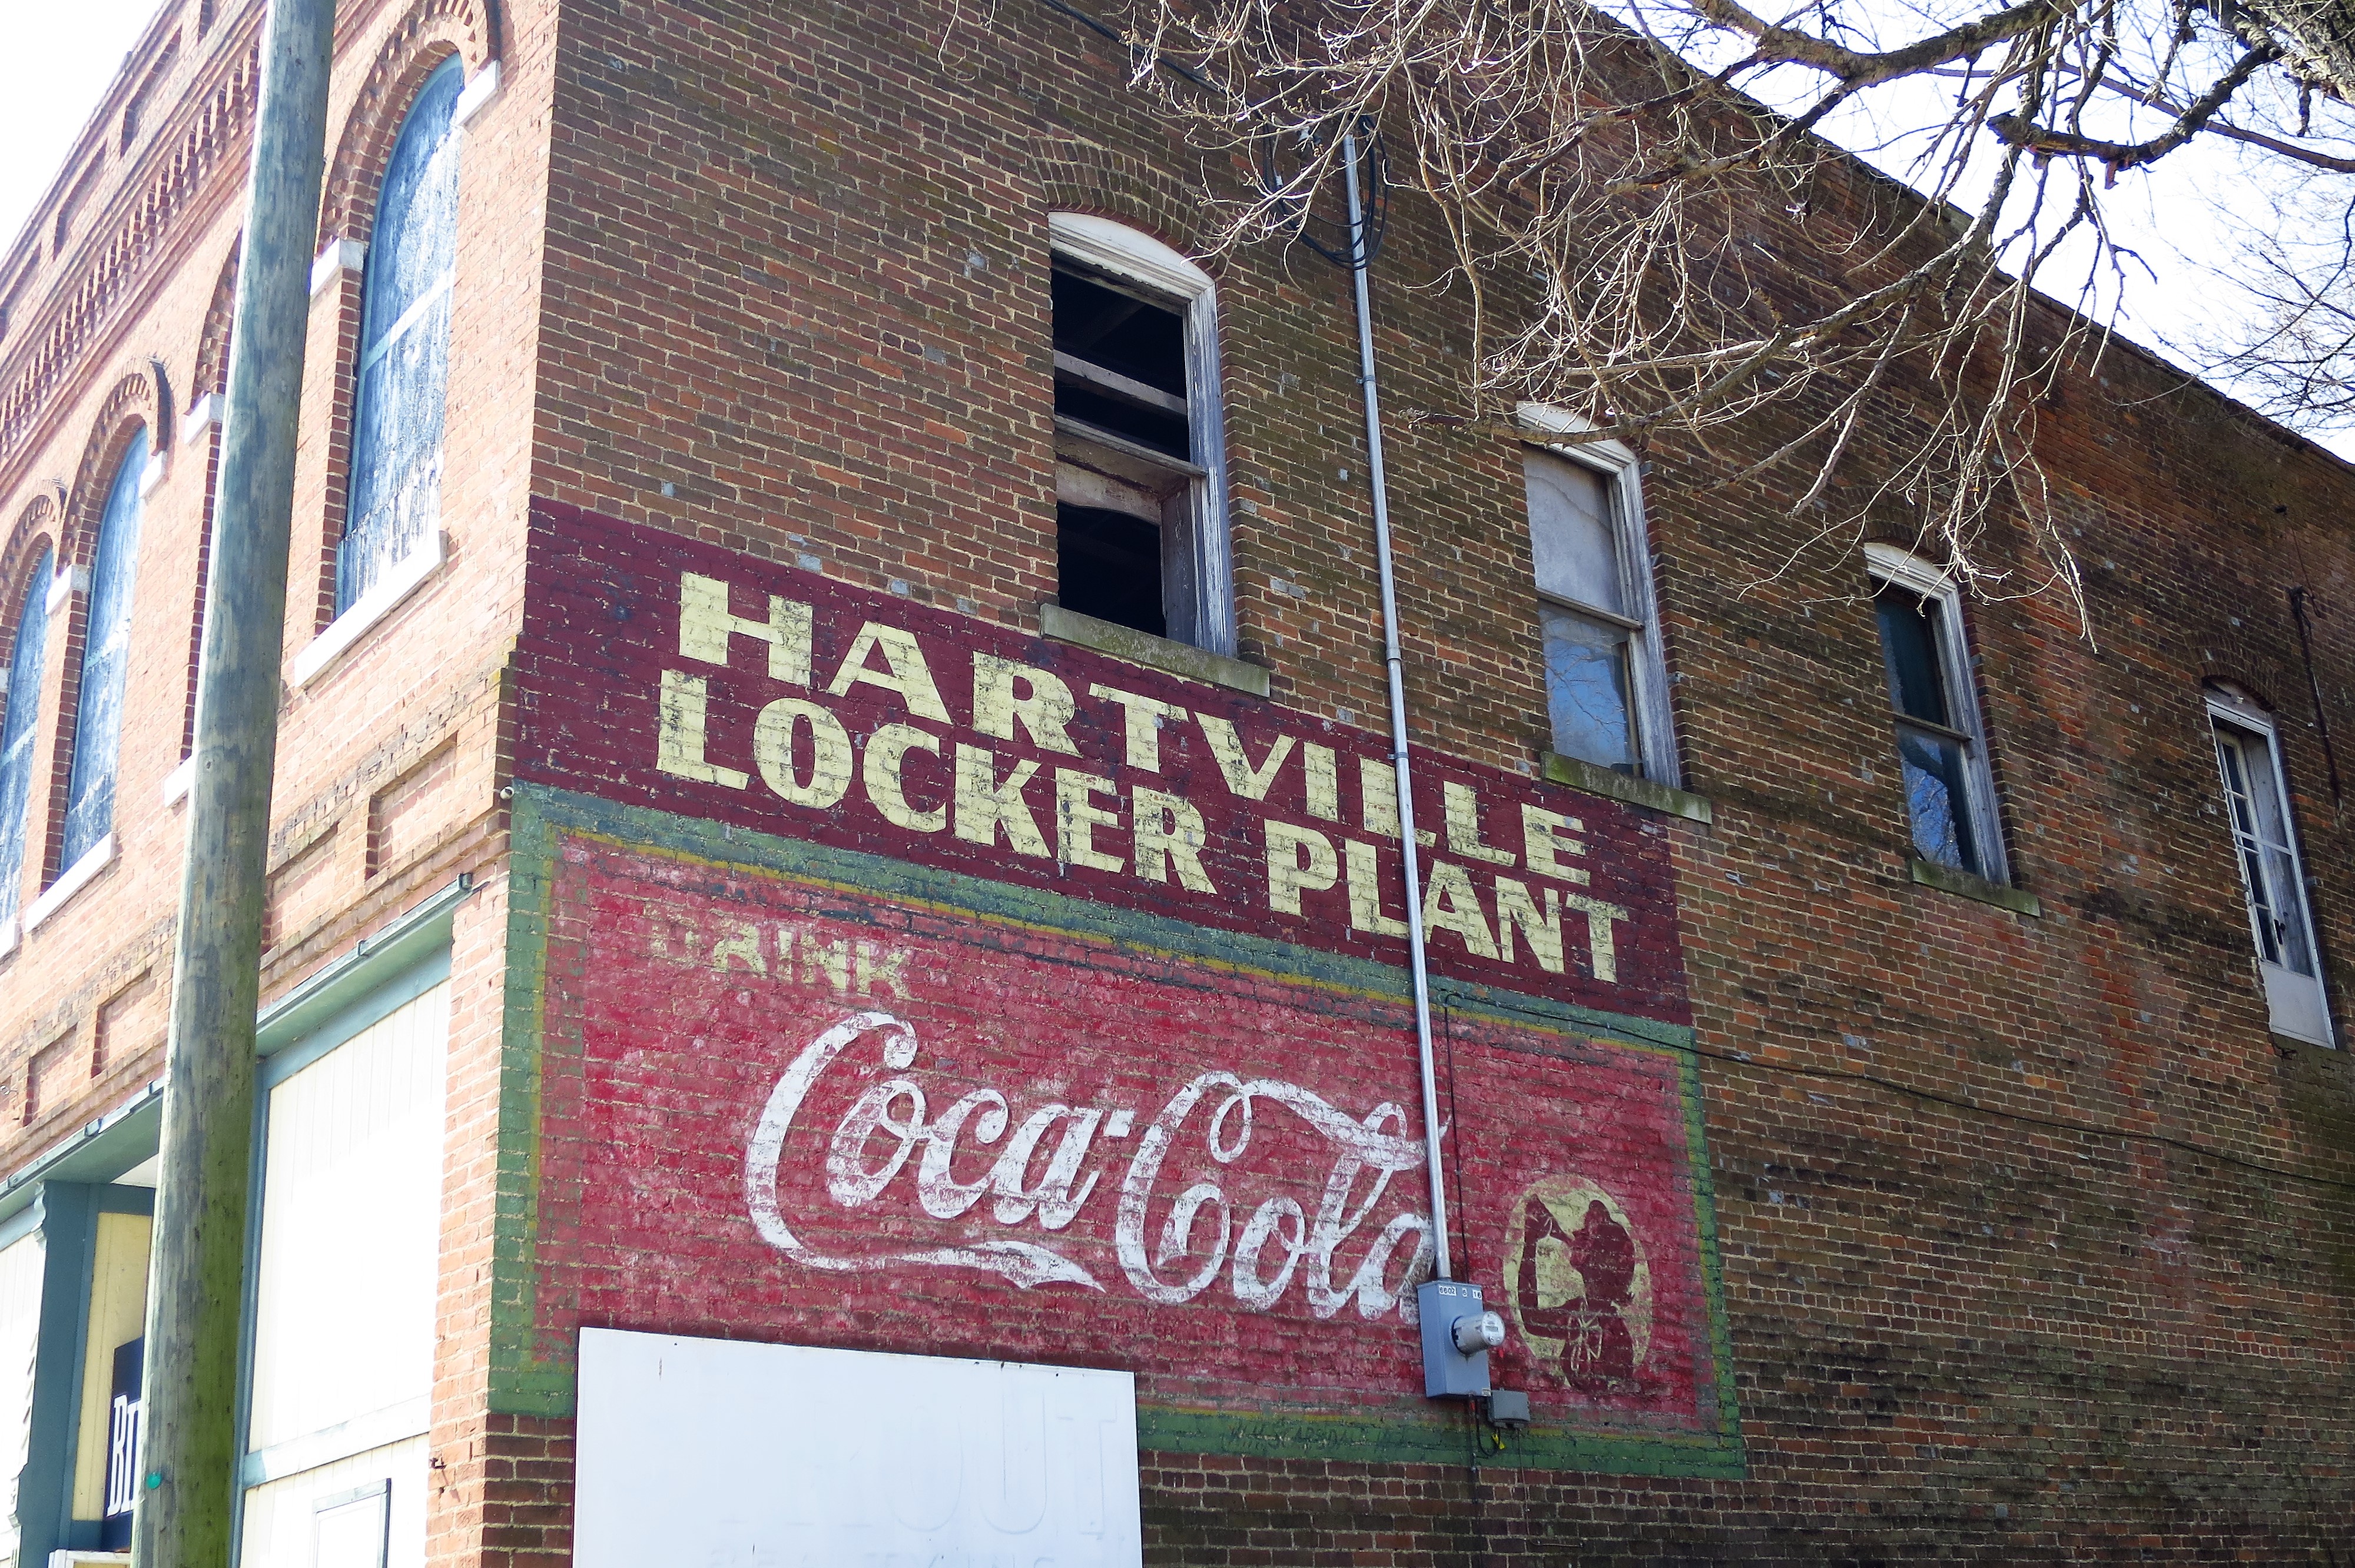 HARTVILLE
LOCKER PLANT
DRINK
Coca-Cola